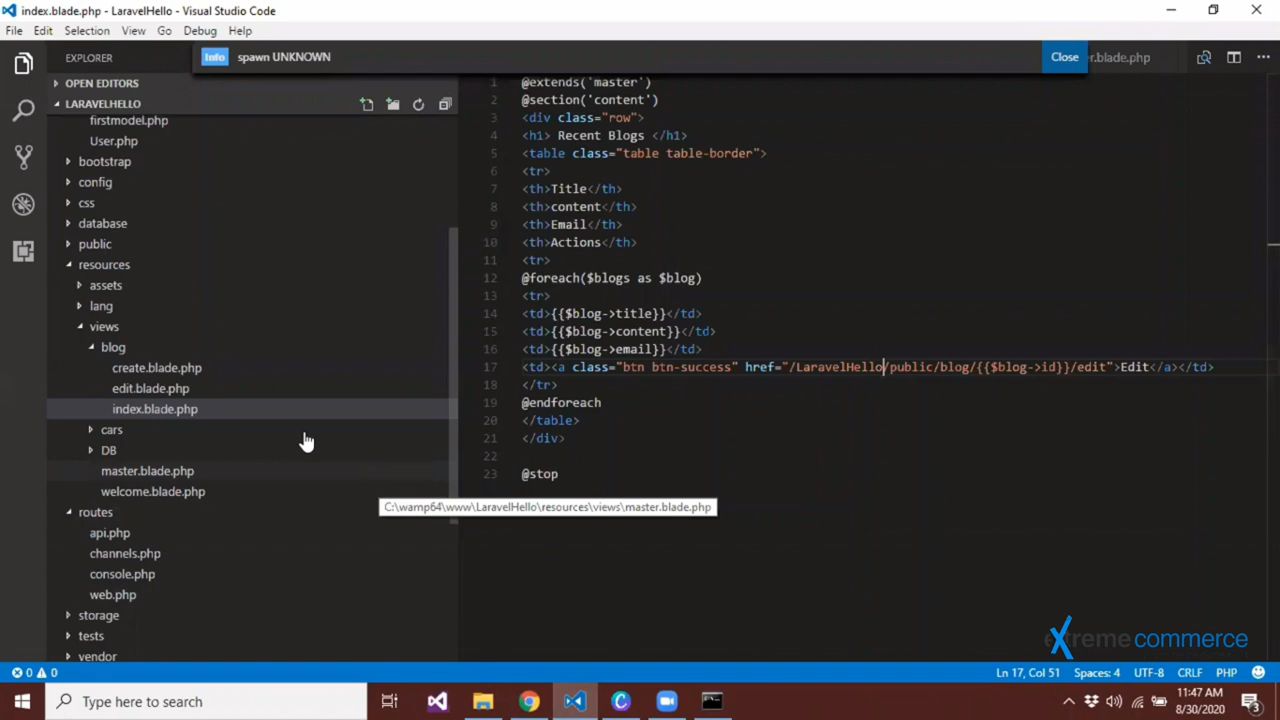 index.blade.php - LaravelHello - Visual Studio Code
File Edit Selection View Go Debug Help
EXPLORER
Info spawn UNKNOWN Close
r.blade.php
OPEN EDITORS
LARAVELHELLO
firstmodel.php
User.php
bootstrap
config
css
database
public
resources
assets
lang
views
blog
create.blade.php
edit.blade.php
index.blade.php
cars
DB
master.blade.php
welcome.blade.php
routes
api.php
channels.php
console.php
web.php
storage
tests
vendor
1 @extends('master')
2 @section('content')
3 <div class="row">
4 <h1> Recent Blogs </h1>
5 <table class="table table-border">
6 <tr>
7 <th>Title</th>
8 <th>content</th>
9 <th>Email</th>
10 <th>Actions</th>
11 <tr>
12 @foreach($blogs as $blog)
13 <tr>
14 <td>{{$blog->title}}</td>
15 <td>{{$blog->content}}</td>
16 <td>{{$blog->email}}</td>
17 <td><a class="btn btn-success" href="/LaravelHello/public/blog/{{$blog->id}}/edit">Edit</a></td>
18 </tr>
19 @endforeach
20 </table>
21 </div>
22
23 @stop
C:\wamp64\www\LaravelHello\resources\views\master.blade.php
extreme commerce
0 0
Ln 17, Col 51 Spaces: 4 UTF-8 CRLF PHP
Type here to search
11:47 AM
8/30/2020
3